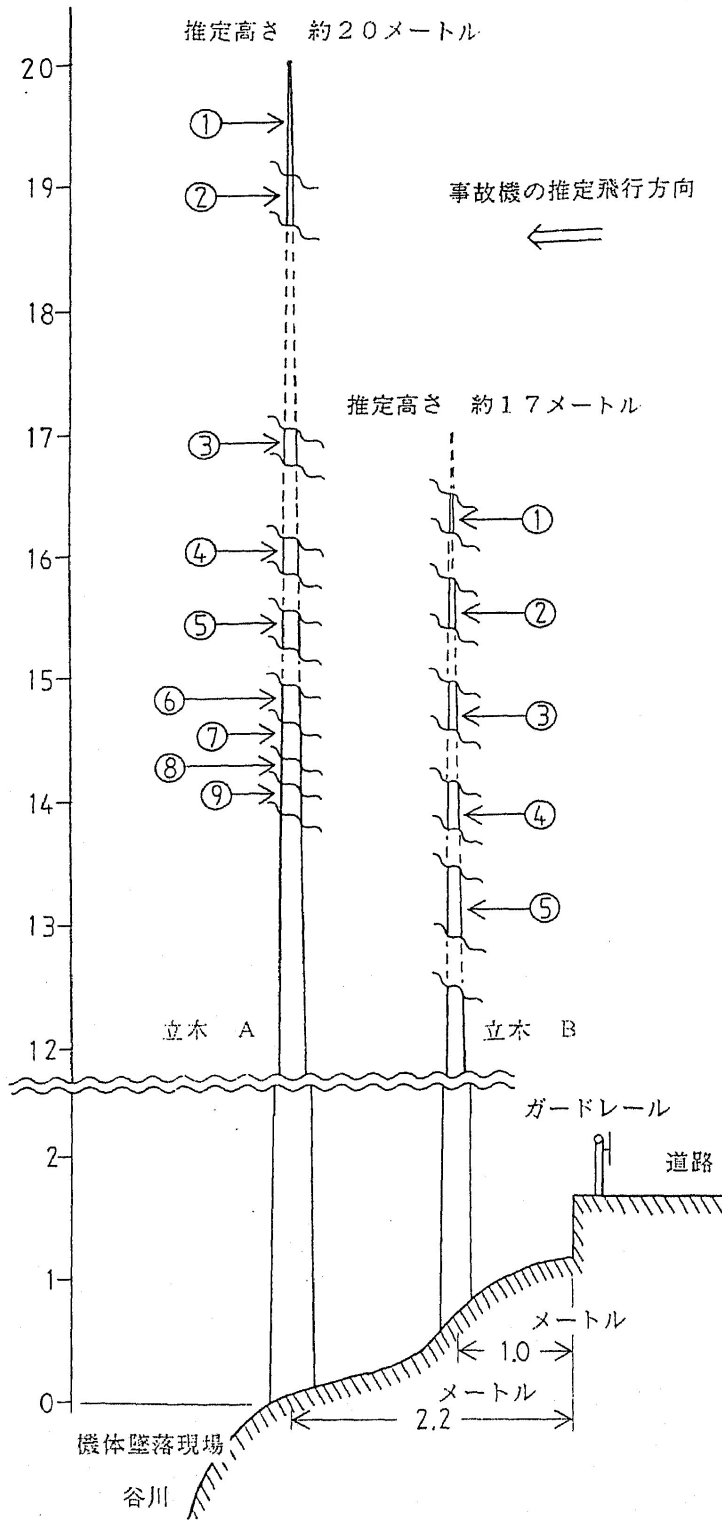 推定高さ 約20メートル
20
①
19
②
事故機の推定飛行方向
18
推定高さ 約17メートル
17
③
①
16
④
②
⑤
15
⑥
③
⑦
⑧
14
⑨
④
13
⑤
立木 A
立木 B
12
ガードレール
2
道路
1
メートル
1.0
メートル
0
2.2
機体墜落現場
谷川